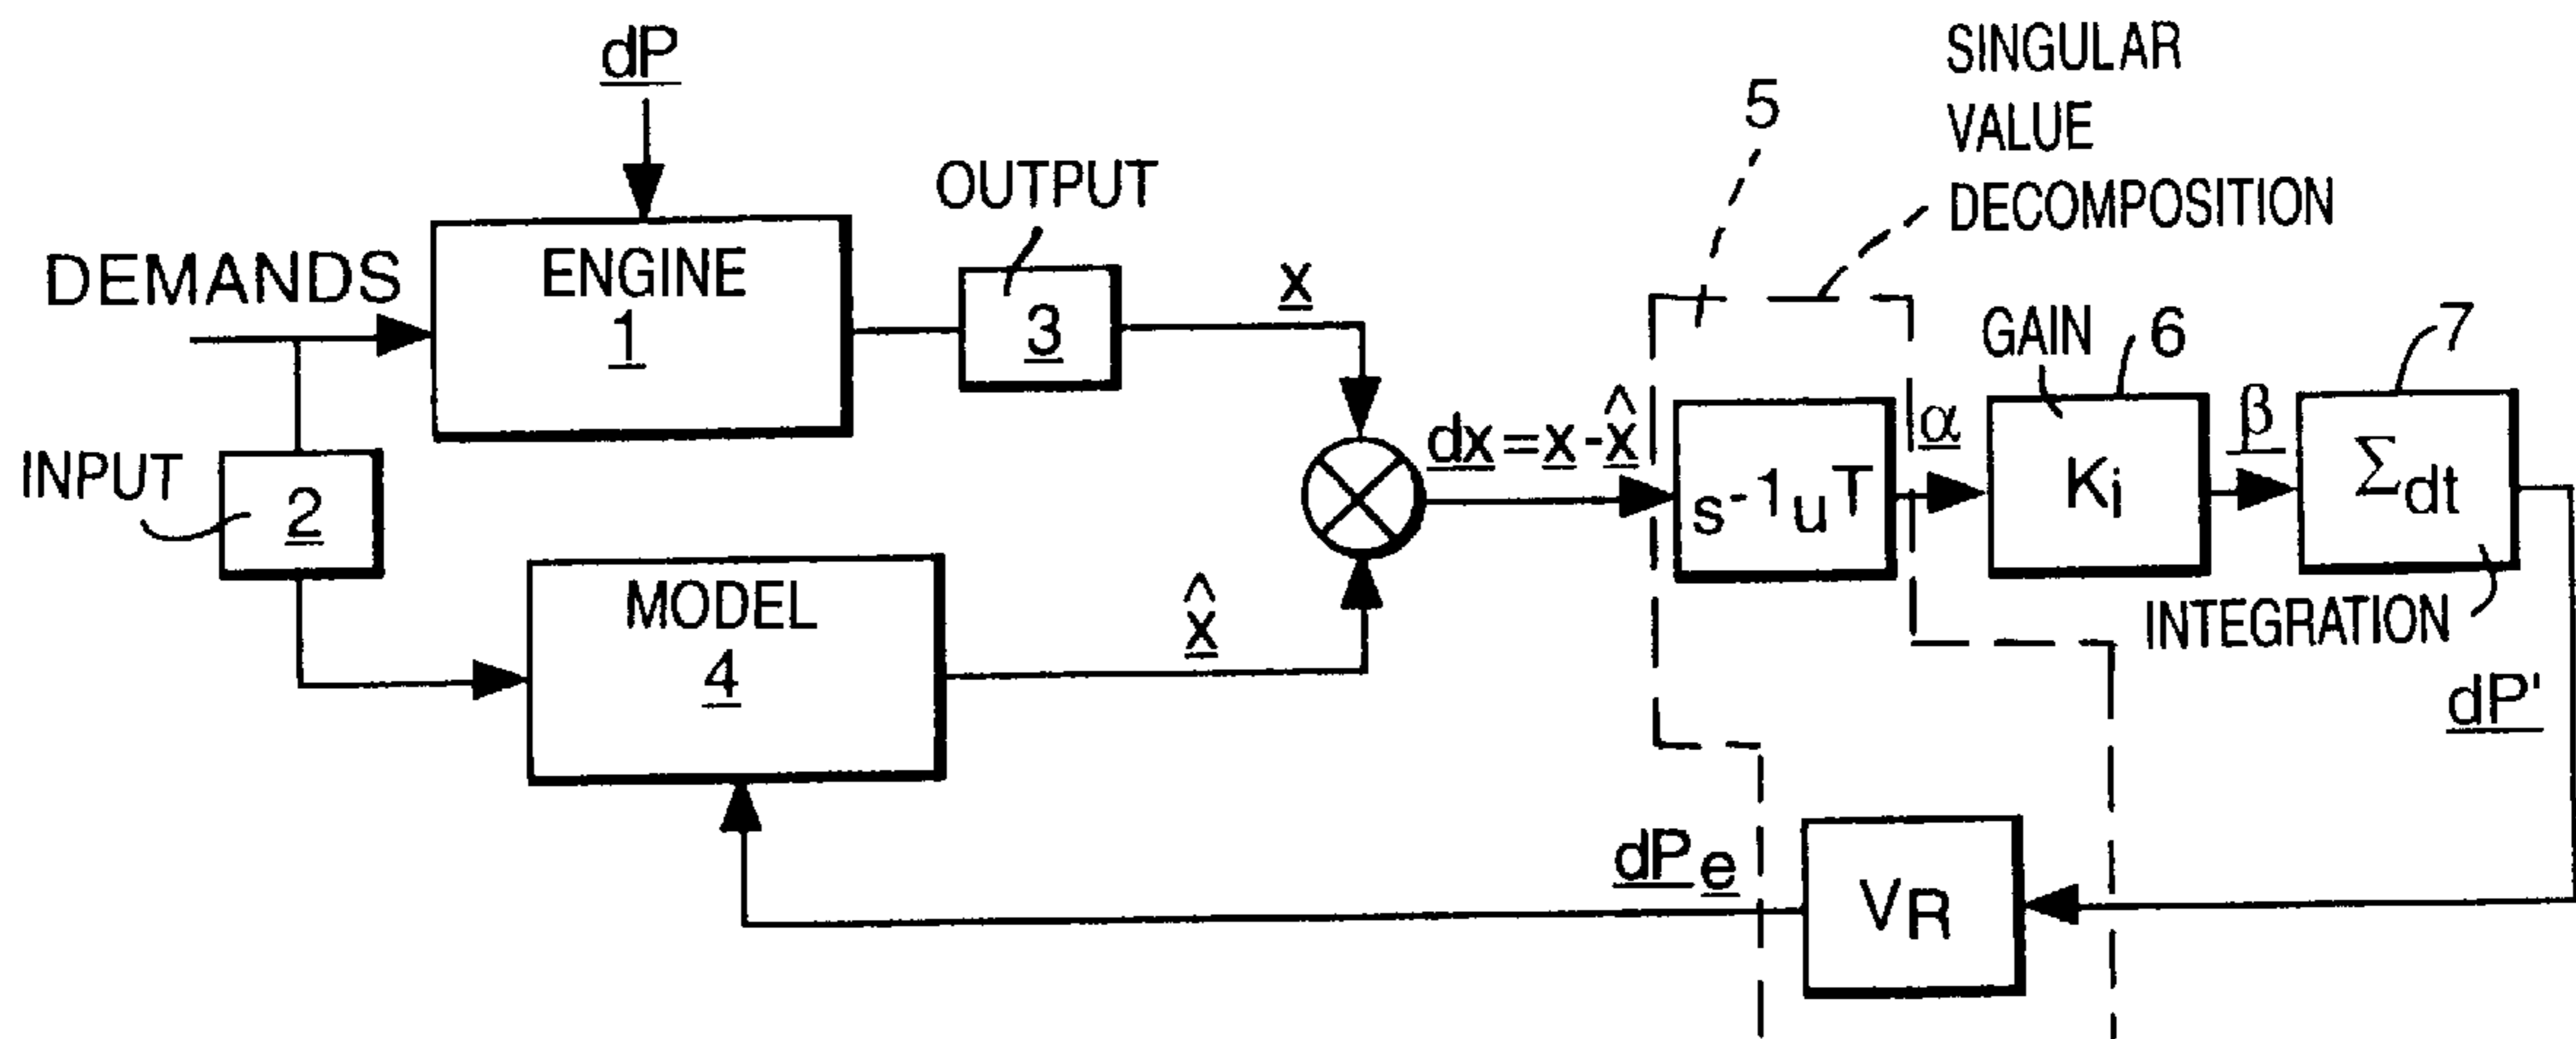 dP
SINGULAR
VALUE
DECOMPOSITION
5
OUTPUT
DEMANDS
ENGINE
1
3
x
GAIN
6
7
INPUT
2
dx = x - x̂
s⁻¹uᵀ
α
Kᵢ
β
Σdt
MODEL
4
x̂
INTEGRATION
dP'
dPe
VR